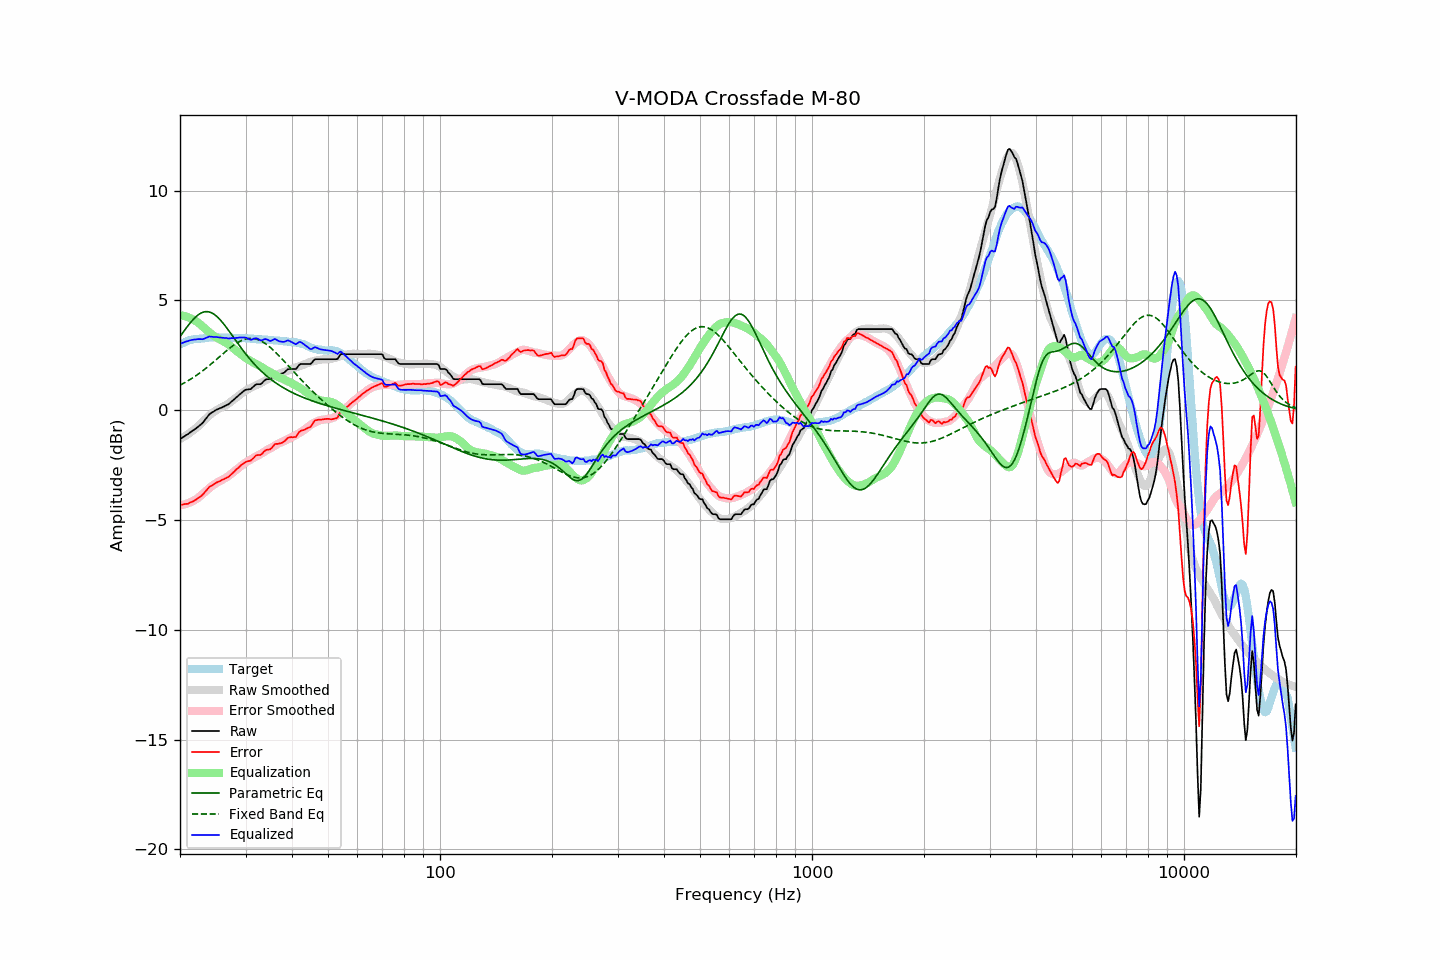 V-MODA Crossfade M-80
10
5
0
−5
−10
−15
−20
Amplitude (dBr)
100
1000
10000
Frequency (Hz)
Target
Raw Smoothed
Error Smoothed
Raw
Error
Equalization
Parametric Eq
Fixed Band Eq
Equalized